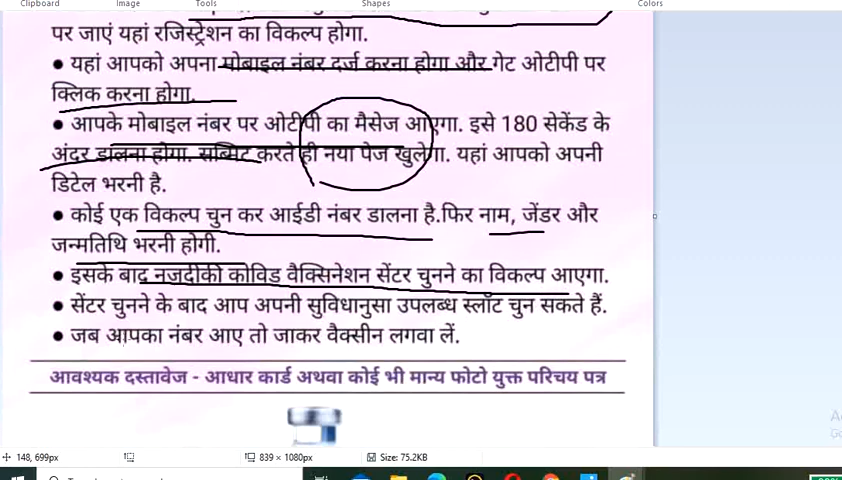 Clipboard Image Tools Shapes Colors
पर जाएं यहां रजिस्ट्रेशन का विकल्प होगा.
● यहां आपको अपना मोबाइल नंबर दर्ज करना होगा और गेट ओटीपी पर
क्लिक करना होगा.
● आपके मोबाइल नंबर पर ओटीपी का मैसेज आएगा. इसे 180 सेकेंड के
अंदर डालना होगा. सब्मिट करते ही नया पेज खुलेगा. यहां आपको अपनी
डिटेल भरनी है.
● कोई एक विकल्प चुन कर आईडी नंबर डालना है.फिर नाम, जेंडर और
जन्मतिथि भरनी होगी.
● इसके बाद नजदीकी कोविड वैक्सिनेशन सेंटर चुनने का विकल्प आएगा.
● सेंटर चुनने के बाद आप अपनी सुविधानुसा उपलब्ध स्लॉट चुन सकते हैं.
● जब आपका नंबर आए तो जाकर वैक्सीन लगवा लें.
आवश्यक दस्तावेज - आधार कार्ड अथवा कोई भी मान्य फोटो युक्त परिचय पत्र
148, 699px 839 × 1080px Size: 75.2KB